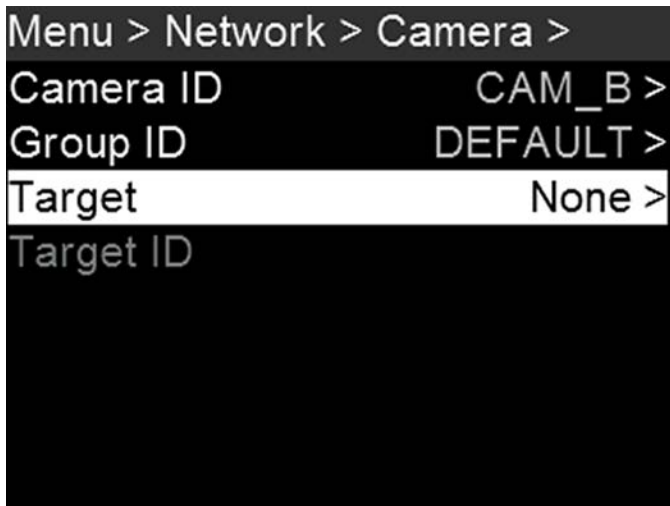 Menu > Network > Camera >
Camera ID CAM_B >
Group ID DEFAULT >
Target None >
Target ID